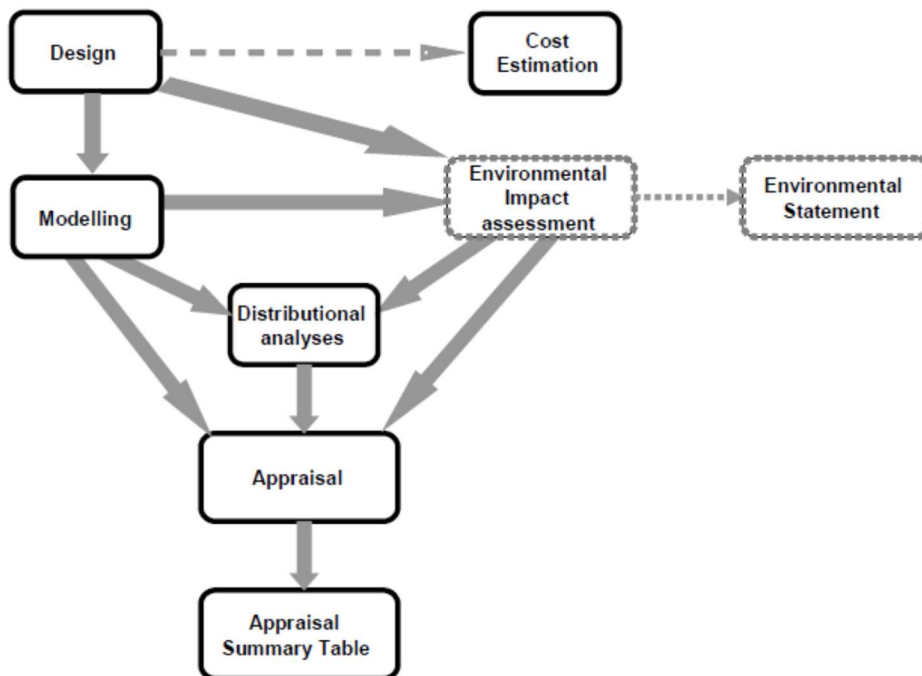 Design
Cost
Estimation
Environmental
Impact
assessment
Environmental
Statement
Modelling
Distributional
analyses
Appraisal
Appraisal
Summary Table